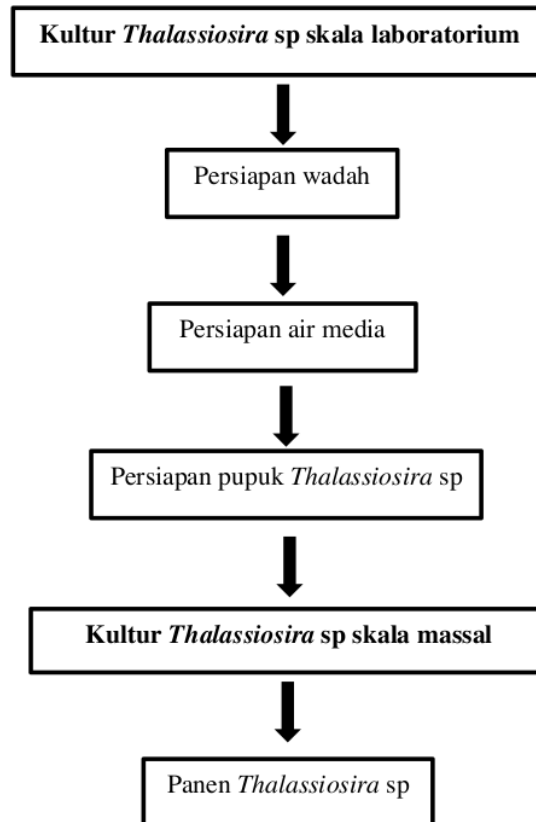 Kultur Thalassiosira sp skala laboratorium
Persiapan wadah
Persiapan air media
Persiapan pupuk Thalassiosira sp
Kultur Thalassiosira sp skala massal
Panen Thalassiosira sp